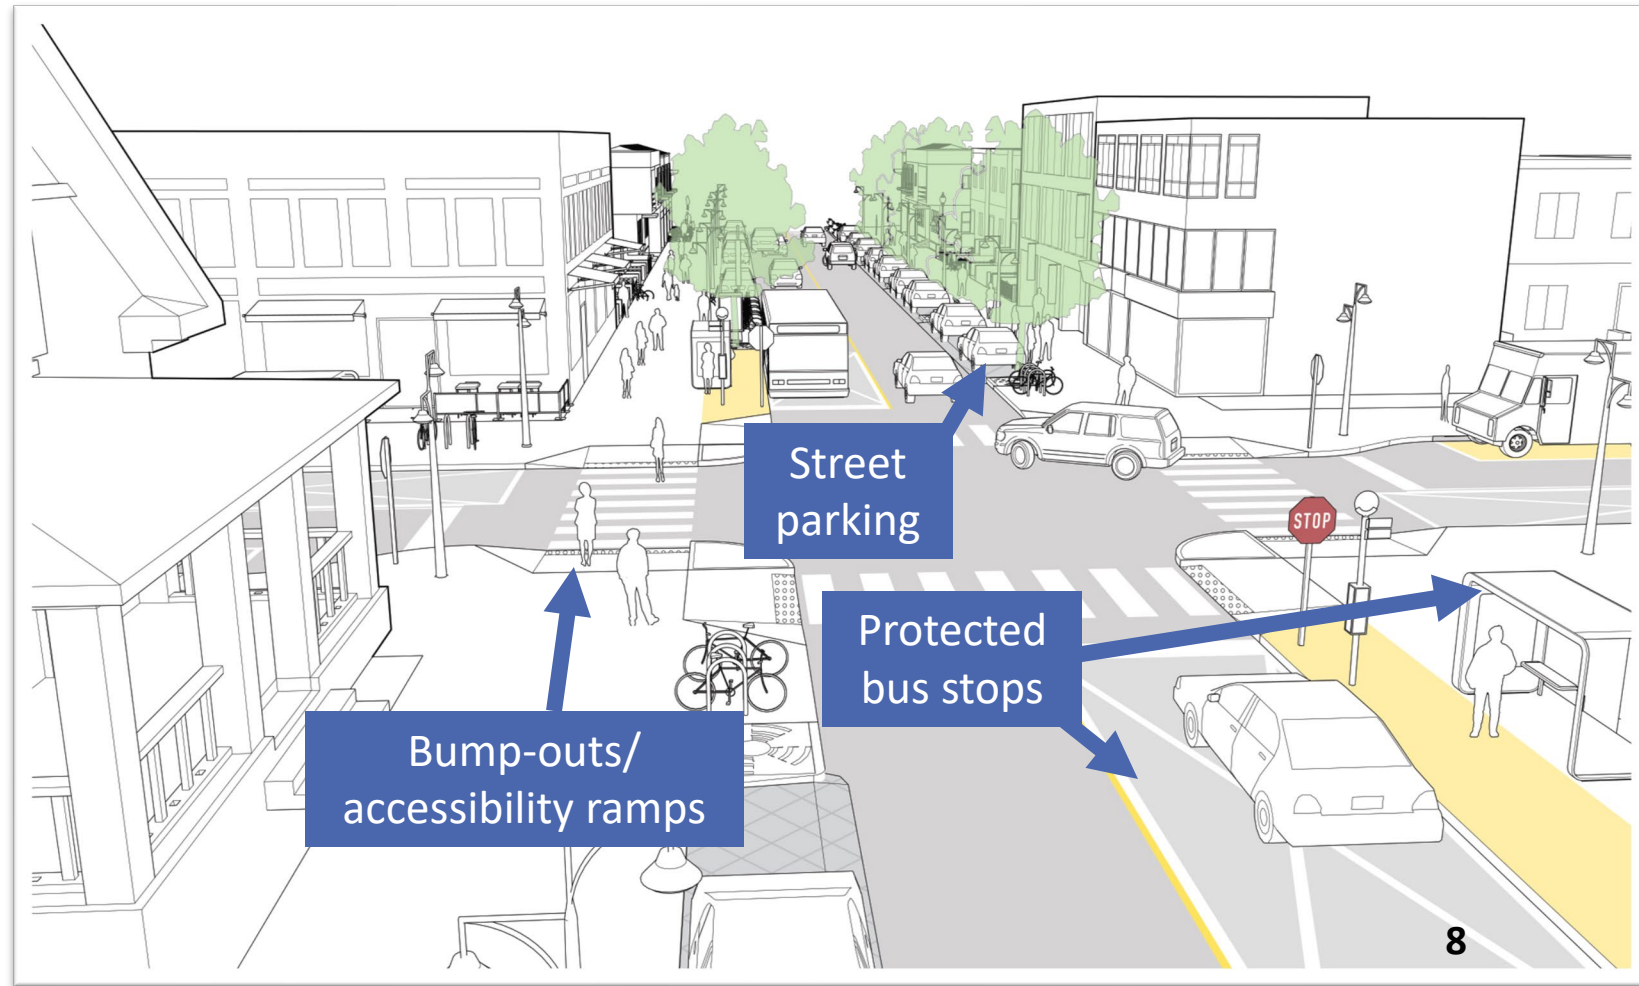 Street
parking
STOP
Protected
bus stops
Bump-outs/
accessibility ramps
8